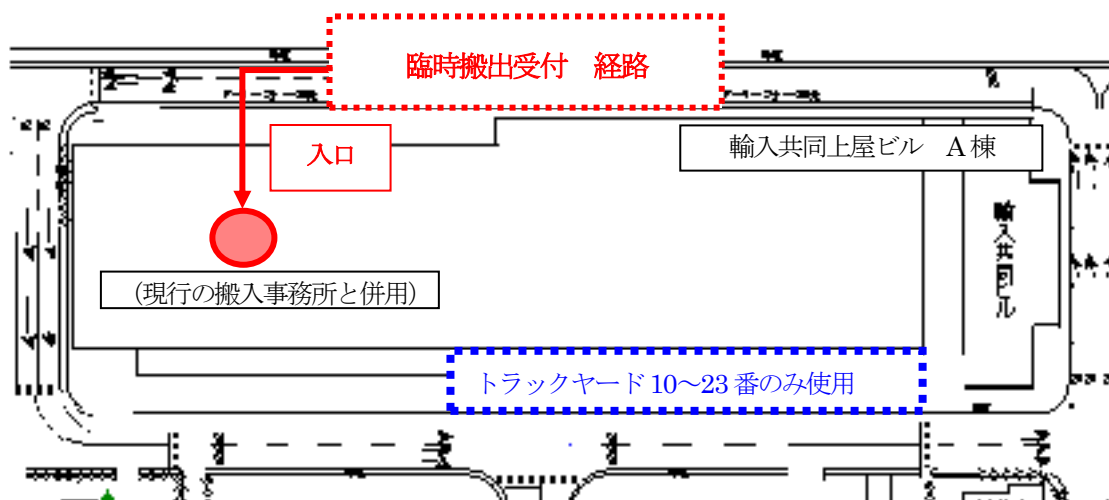 臨時搬出受付　経路
入口
輸入共同上屋ビル　A棟
(現行の搬入事務所と併用)
輸入共同ビル
トラックヤード10～23番のみ使用